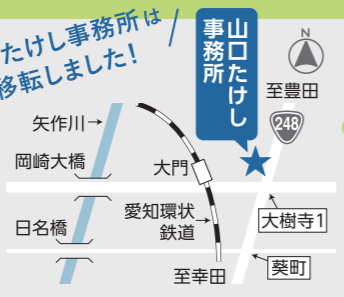 たけし事務所は
移転しました!
山口たけし
事務所
N
至豊田
248
矢作川→
岡崎大橋
大門
日名橋
愛知環状
鉄道
大樹寺1
葵町
至幸田